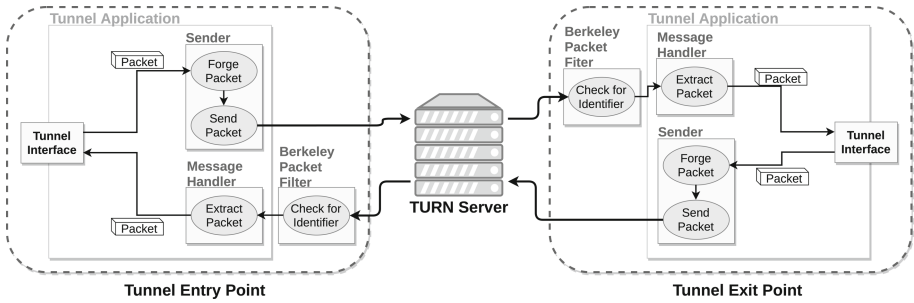 Tunnel Application
Sender
Forge
Packet
Send
Packet
Packet
Tunnel
Interface
Message
Handler
Extract
Packet
Packet
Berkeley
Packet
Filter
Check for
Identifier
Tunnel Entry Point
TURN Server
Berkeley
Packet
Fiter
Check for
Identifier
Tunnel Application
Message
Handler
Extract
Packet
Packet
Tunnel
Interface
Sender
Forge
Packet
Send
Packet
Packet
Tunnel Exit Point